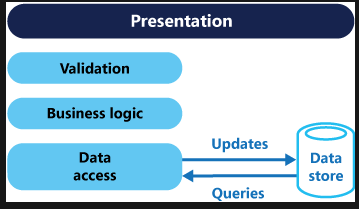 Presentation
Validation
Business logic
Data
access
Updates
Queries
Data
store